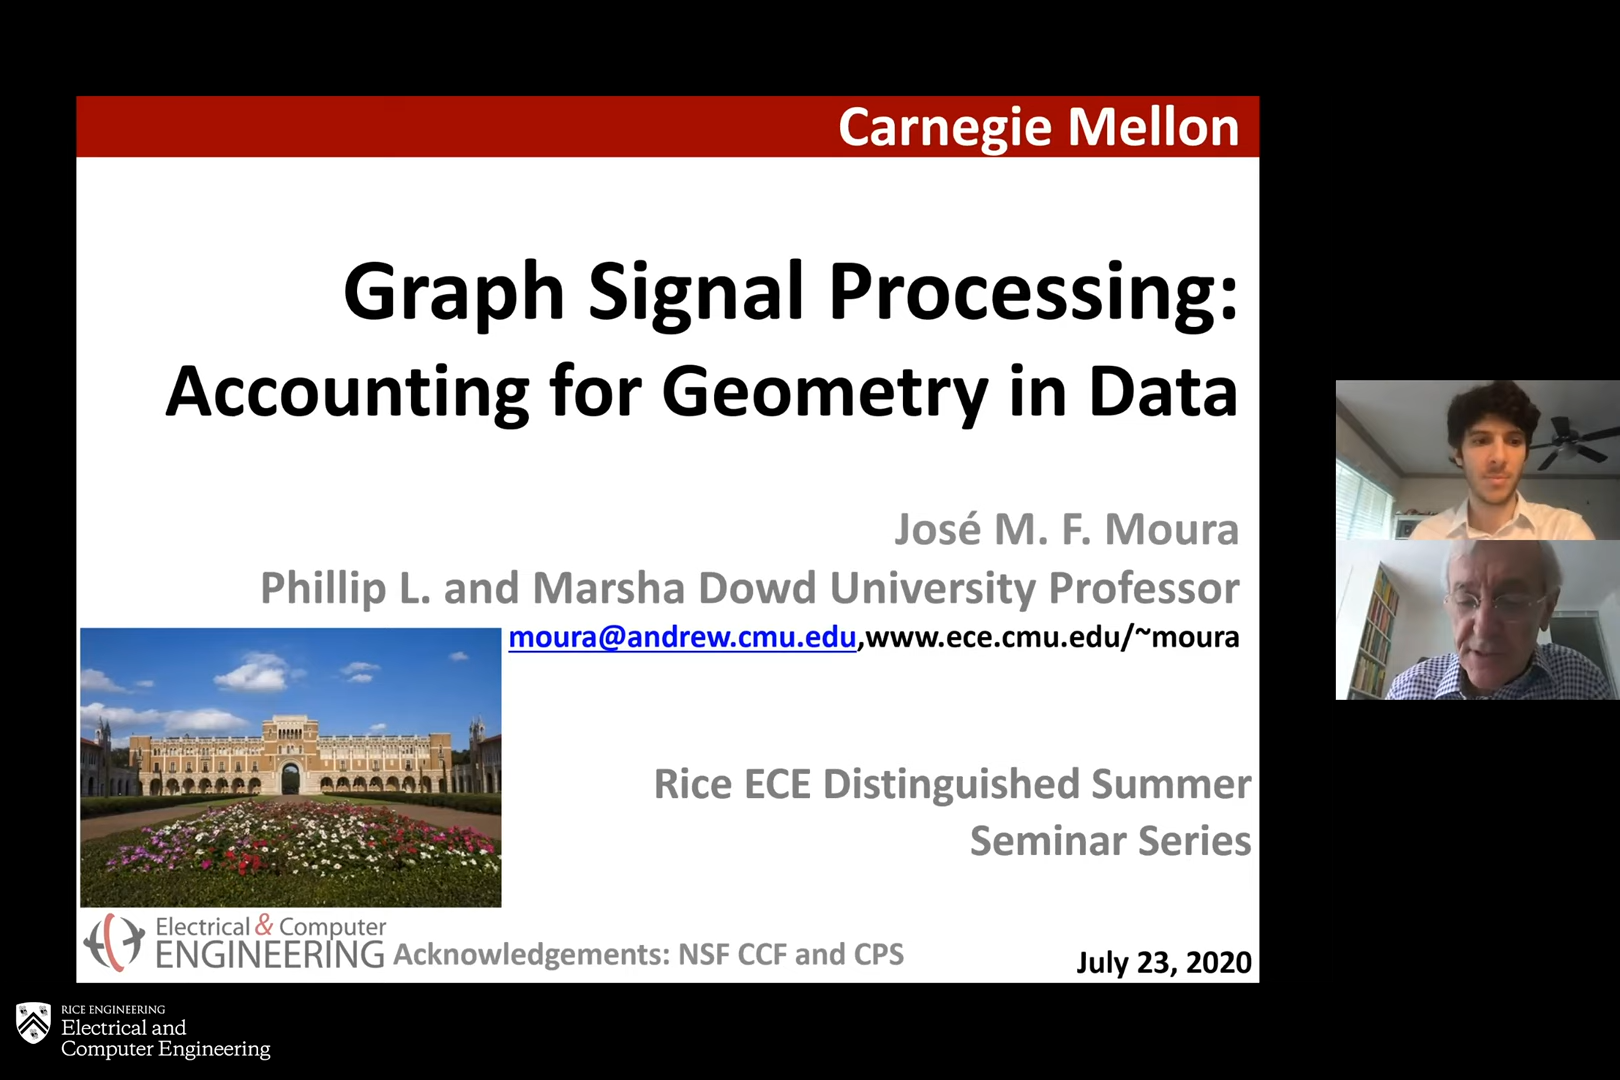 Carnegie Mellon
Graph Signal Processing:
Accounting for Geometry in Data
José M. F. Moura
Phillip L. and Marsha Dowd University Professor
moura@andrew.cmu.edu,www.ece.cmu.edu/~moura
Rice ECE Distinguished Summer
Seminar Series
Electrical & Computer
ENGINEERING
Acknowledgements: NSF CCF and CPS
July 23, 2020
RICE ENGINEERING
Electrical and
Computer Engineering